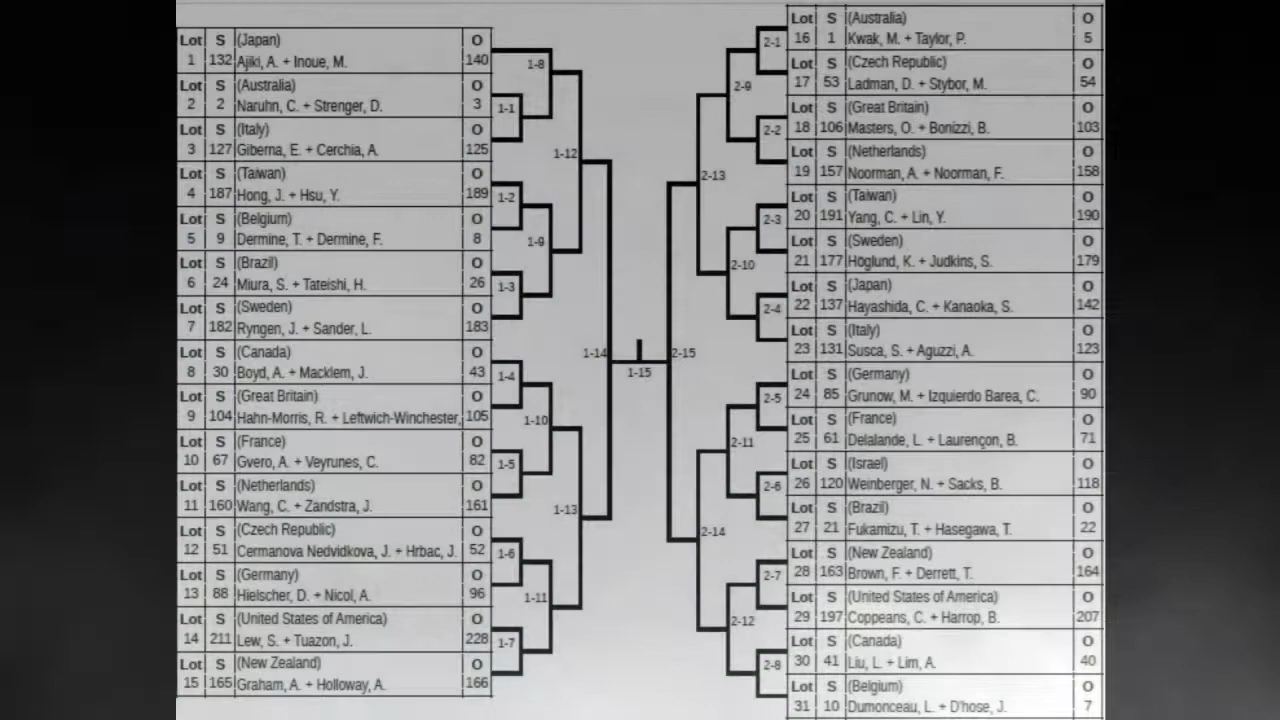 Lot S (Japan) O
1 132 Ajiki, A. + Inoue, M. 140
Lot S (Australia) O
2 2 Naruhn, C. + Strenger, D. 3
Lot S (Italy) O
3 127 Giberna, E. + Cerchia, A. 125
Lot S (Taiwan) O
4 187 Hong, J. + Hsu, Y. 189
Lot S (Belgium) O
5 9 Dermine, T. + Dermine, F. 8
Lot S (Brazil) O
6 24 Miura, S. + Tateishi, H. 26
Lot S (Sweden) O
7 182 Ryngen, J. + Sander, L. 183
Lot S (Canada) O
8 30 Boyd, A. + Macklem, J. 43
Lot S (Great Britain) O
9 104 Hahn-Morris, R. + Leftwich-Winchester, 105
Lot S (France) O
10 67 Gvero, A. + Veyrunes, C. 82
Lot S (Netherlands) O
11 160 Wang, C. + Zandstra, J. 161
Lot S (Czech Republic) O
12 51 Cermanova Nedvidkova, J. + Hrbac, J. 52
Lot S (Germany) O
13 88 Hielscher, D. + Nicol, A. 96
Lot S (United States of America) O
14 211 Lew, S. + Tuazon, J. 228
Lot S (New Zealand) O
15 165 Graham, A. + Holloway, A. 166
1-8
1-1
1-12
1-2
1-9
1-3
1-14
1-4
1-10
1-5
1-13
1-6
1-11
1-7
1-15
2-1
2-9
2-2
2-13
2-3
2-10
2-4
2-15
2-5
2-11
2-6
2-14
2-7
2-12
2-8
Lot S (Australia) O
16 1 Kwak, M. + Taylor, P. 5
Lot S (Czech Republic) O
17 53 Ladman, D. + Stybor, M. 54
Lot S (Great Britain) O
18 106 Masters, O. + Bonizzi, B. 103
Lot S (Netherlands) O
19 157 Noorman, A. + Noorman, F. 158
Lot S (Taiwan) O
20 191 Yang, C. + Lin, Y. 190
Lot S (Sweden) O
21 177 Höglund, K. + Judkins, S. 179
Lot S (Japan) O
22 137 Hayashida, C. + Kanaoka, S. 142
Lot S (Italy) O
23 131 Susca, S. + Aguzzi, A. 123
Lot S (Germany) O
24 85 Grunow, M. + Izquierdo Barea, C. 90
Lot S (France) O
25 61 Delalande, L. + Laurençon, B. 71
Lot S (Israel) O
26 120 Weinberger, N. + Sacks, B. 118
Lot S (Brazil) O
27 21 Fukamizu, T. + Hasegawa, T. 22
Lot S (New Zealand) O
28 163 Brown, F. + Derrett, T. 164
Lot S (United States of America) O
29 197 Coppeans, C. + Harrop, B. 207
Lot S (Canada) O
30 41 Liu, L. + Lim, A. 40
Lot S (Belgium) O
31 10 Dumonceau, L. + D'hose, J. 7